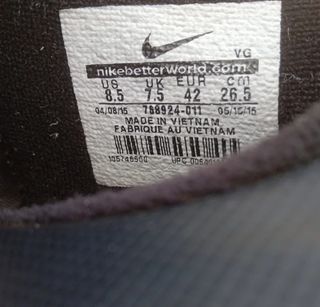 VG
nikebetterworld.com
US UK EUR cm
8.5 7.5 42 26.5
04/08/15 788924-011 05/16/15
MADE IN VIETNAM
FABRIQUE AU VIETNAM
UPC